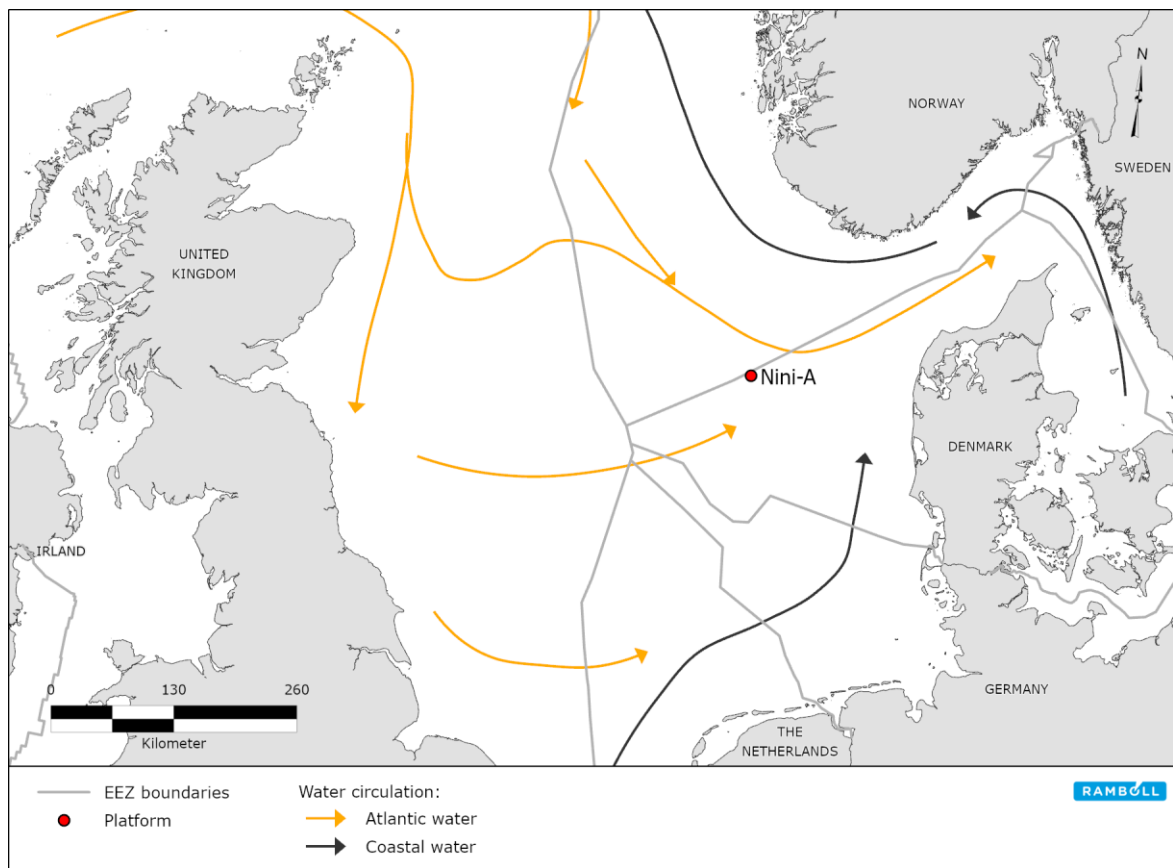 N
NORWAY
SWEDEN
UNITED
KINGDOM
Nini-A
DENMARK
IRLAND
GERMANY
THE
NETHERLANDS
0 130 260
Kilometer
EEZ boundaries
Platform
Water circulation:
Atlantic water
Coastal water
RAMBOLL